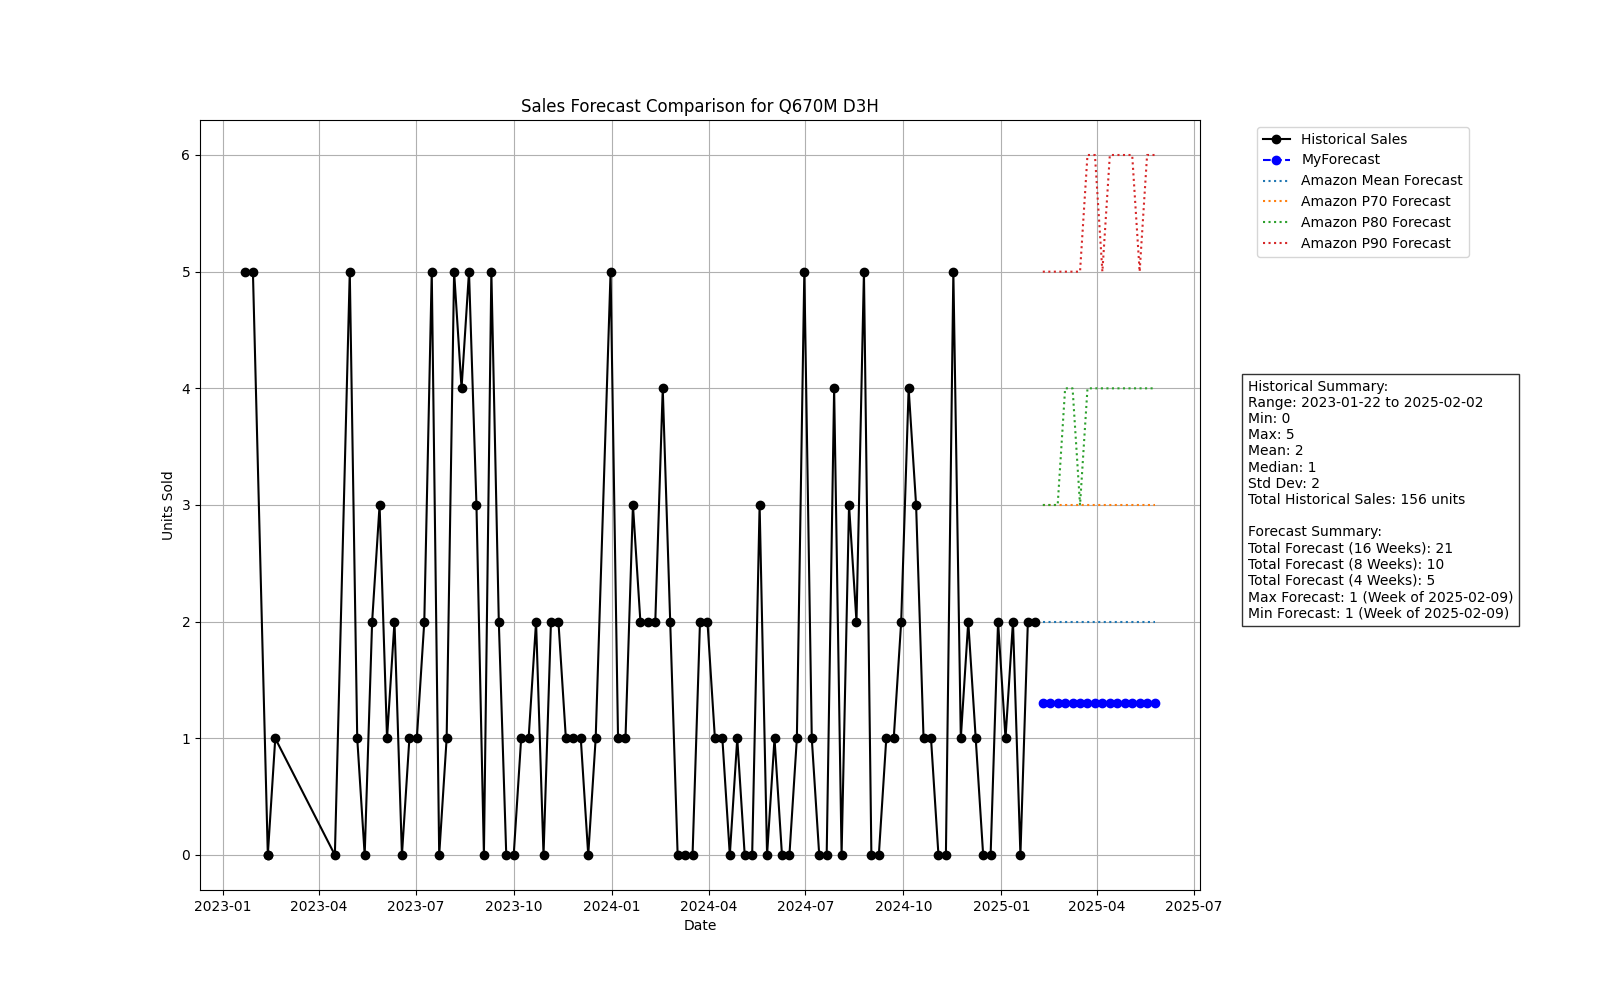 Sales Forecast Comparison for Q670M D3H
Units Sold
6
5
4
3
2
1
0
2023-01
2023-04
2023-07
2023-10
2024-01
2024-04
2024-07
2024-10
2025-01
2025-04
2025-07
Date
Historical Sales
MyForecast
Amazon Mean Forecast
Amazon P70 Forecast
Amazon P80 Forecast
Amazon P90 Forecast
Historical Summary:
Range: 2023-01-22 to 2025-02-02
Min: 0
Max: 5
Mean: 2
Median: 1
Std Dev: 2
Total Historical Sales: 156 units
Forecast Summary:
Total Forecast (16 Weeks): 21
Total Forecast (8 Weeks): 10
Total Forecast (4 Weeks): 5
Max Forecast: 1 (Week of 2025-02-09)
Min Forecast: 1 (Week of 2025-02-09)